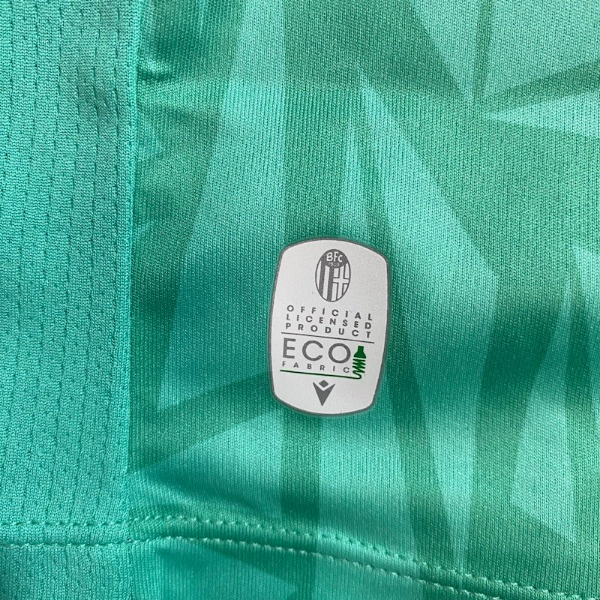 BFC
OFFICIAL
LICENSED
PRODUCT
ECO
FABRIC